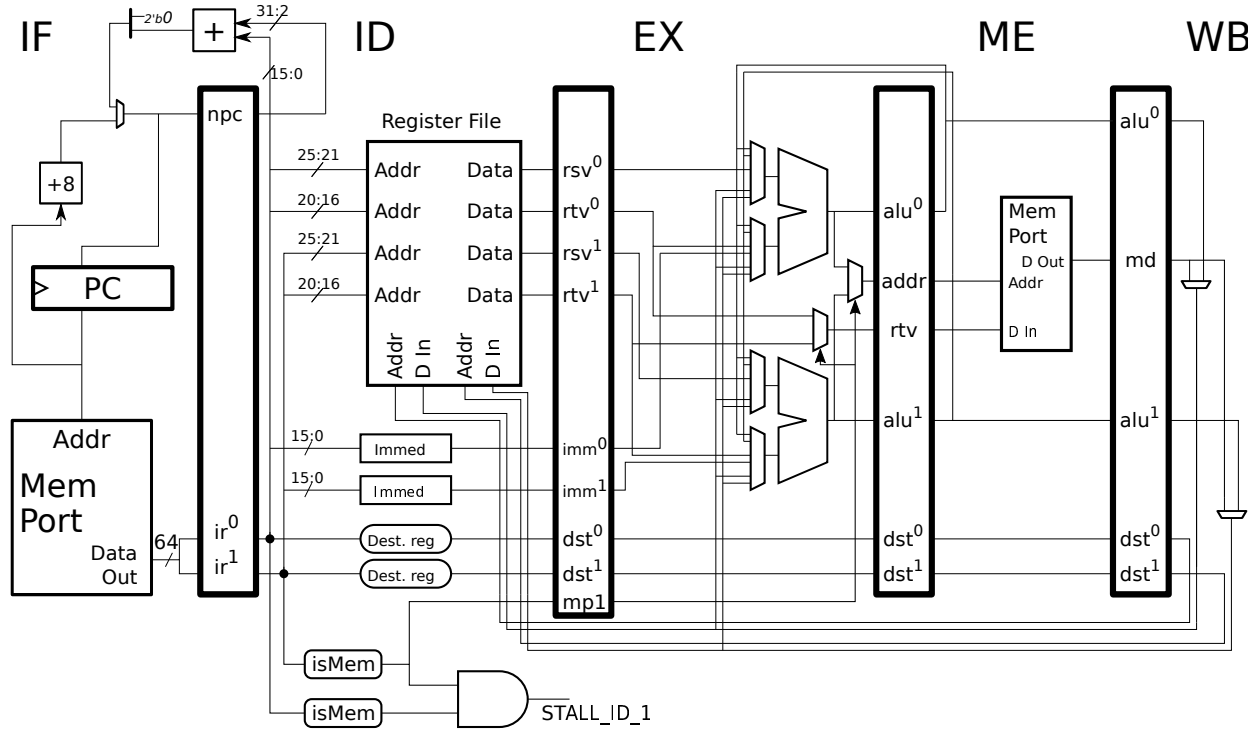 IF
ID
EX
ME
WB
2'b0
+
31:2
15:0
npc
+8
PC
Addr
Mem
Port
Data
Out
64
ir0
ir1
Register File
25:21
Addr
Data
20:16
Addr
Data
25:21
Addr
Data
20:16
Addr
Data
Addr
D In
Addr
D In
15:0
Immed
15:0
Immed
Dest. reg
Dest. reg
isMem
isMem
STALL_ID_1
rsv0
rtv0
rsv1
rtv1
imm0
imm1
dst0
dst1
mp1
alu0
addr
rtv
alu1
dst0
dst1
Mem
Port
D Out
Addr
D In
alu0
md
alu1
dst0
dst1